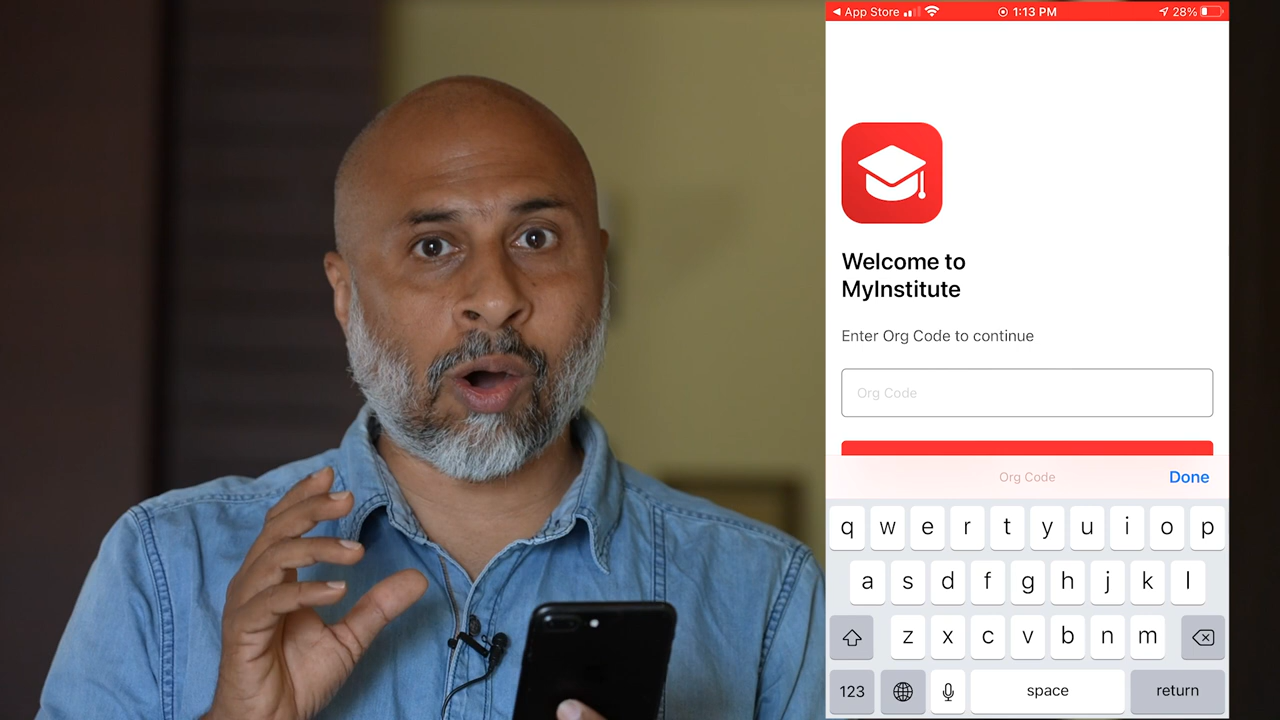 App Store 1:13 PM 28%
Welcome to
MyInstitute
Enter Org Code to continue
Org Code
Org Code Done
q w e r t y u i o p
a s d f g h j k l
z x c v b n m
123 space return